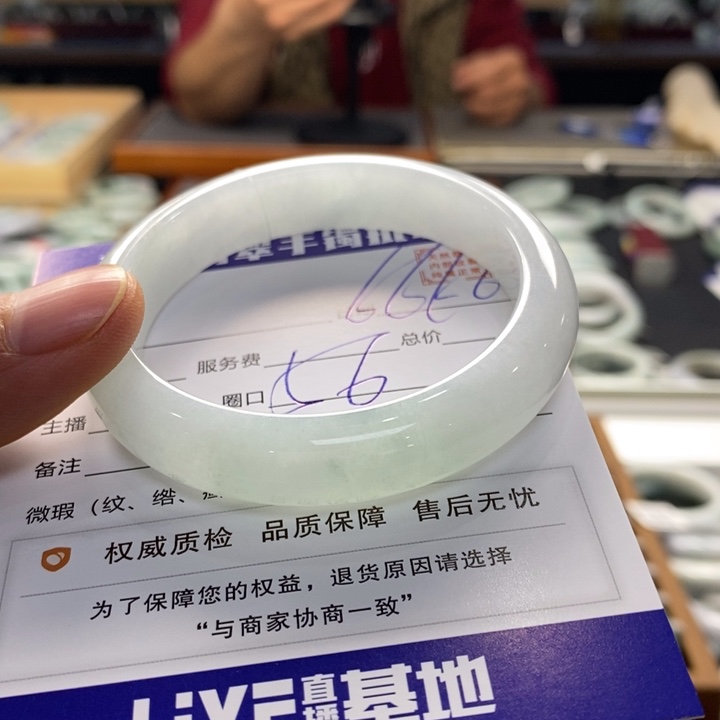 服务费
总价
圈口 56
主播
备注
微瑕（纹、绺、
权威质检 品质保障 售后无忧
为了保障您的权益，退货原因请选择
“与商家协商一致”
LiVE 直播基地